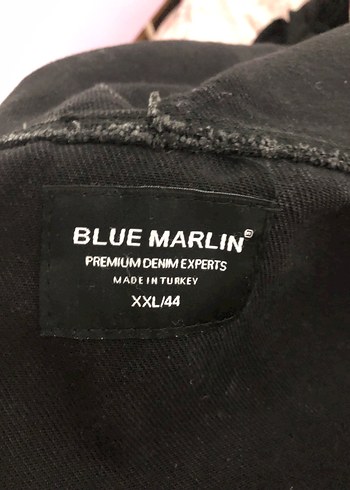 BLUE MARLIN®
PREMIUM DENIM EXPERTS
MADE IN TURKEY
XXL/44